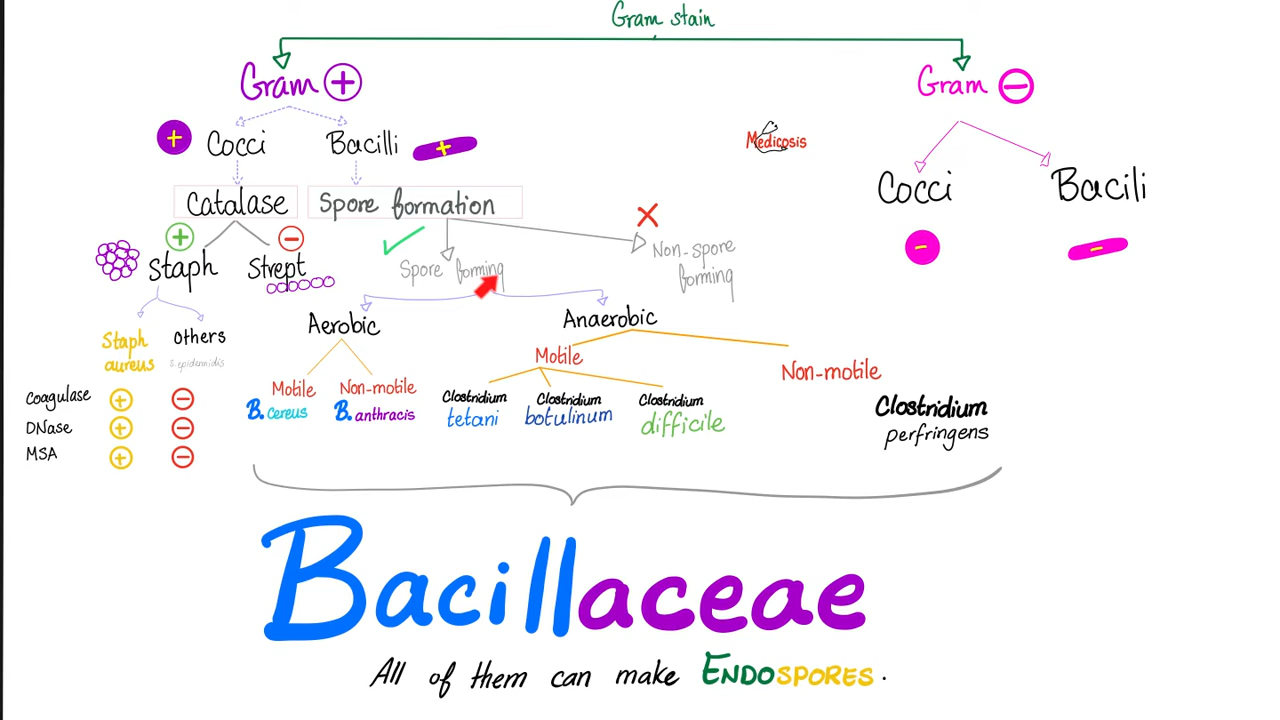 Gram stain
Gram +
Gram −
+
Cocci
Bacilli
+
Medicosis
Cocci
Bacili
Catalase
Spore formation
+
−
✓
X
−
−
Staph
Strept
Spore forming
Non-spore
forming
Aerobic
Anaerobic
Staph
aureus
Others
S. epidermidis
Motile
Non-motile
Motile
Non-motile
Coagulase + −
DNase + −
MSA + −
B. cereus
B. anthracis
Clostridium
tetani
Clostridium
botulinum
Clostridium
difficile
Clostridium
perfringens
Bacillaceae
All of them can make ENDOSPORES.